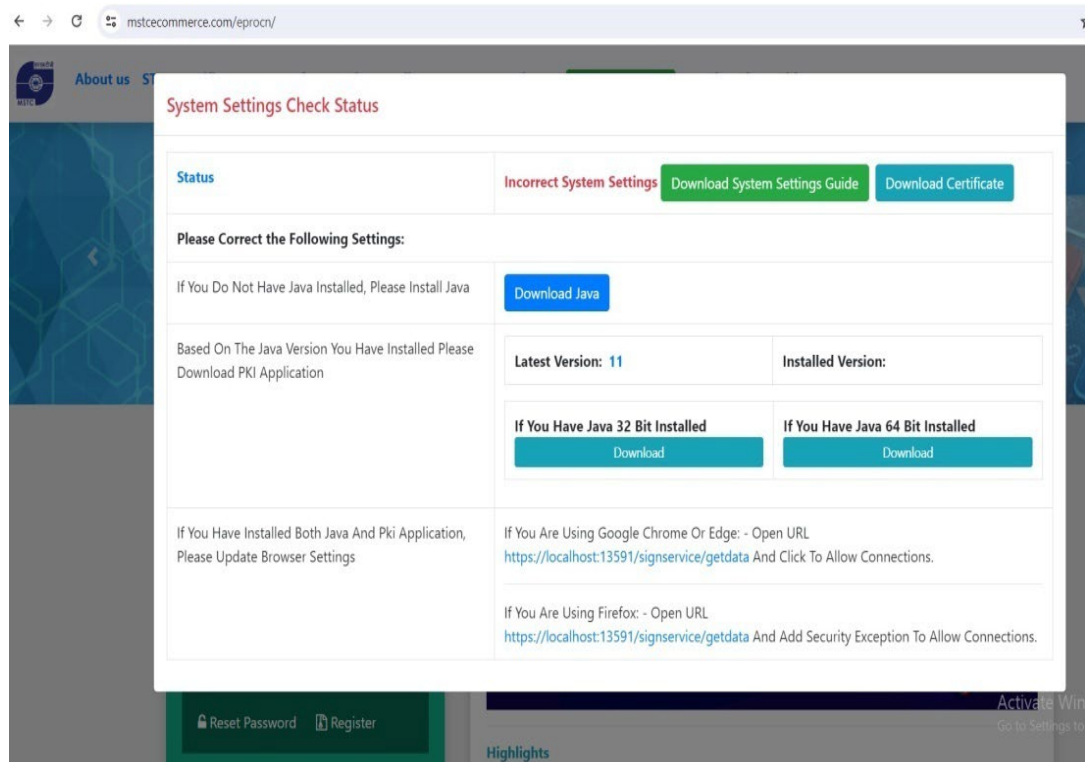 mstcecommerce.com/eprocn/
MSTC
About us ST
System Settings Check Status
Status
Incorrect System Settings Download System Settings Guide Download Certificate
Please Correct the Following Settings:
If You Do Not Have Java Installed, Please Install Java
Download Java
Based On The Java Version You Have Installed Please
Download PKI Application
Latest Version: 11 Installed Version:
If You Have Java 32 Bit Installed If You Have Java 64 Bit Installed
Download Download
If You Have Installed Both Java And Pki Application,
Please Update Browser Settings
If You Are Using Google Chrome Or Edge: - Open URL
https://localhost:13591/signservice/getdata And Click To Allow Connections.
If You Are Using Firefox: - Open URL
https://localhost:13591/signservice/getdata And Add Security Exception To Allow Connections.
Reset Password Register
Activate Win
Go to Settings to
Highlights